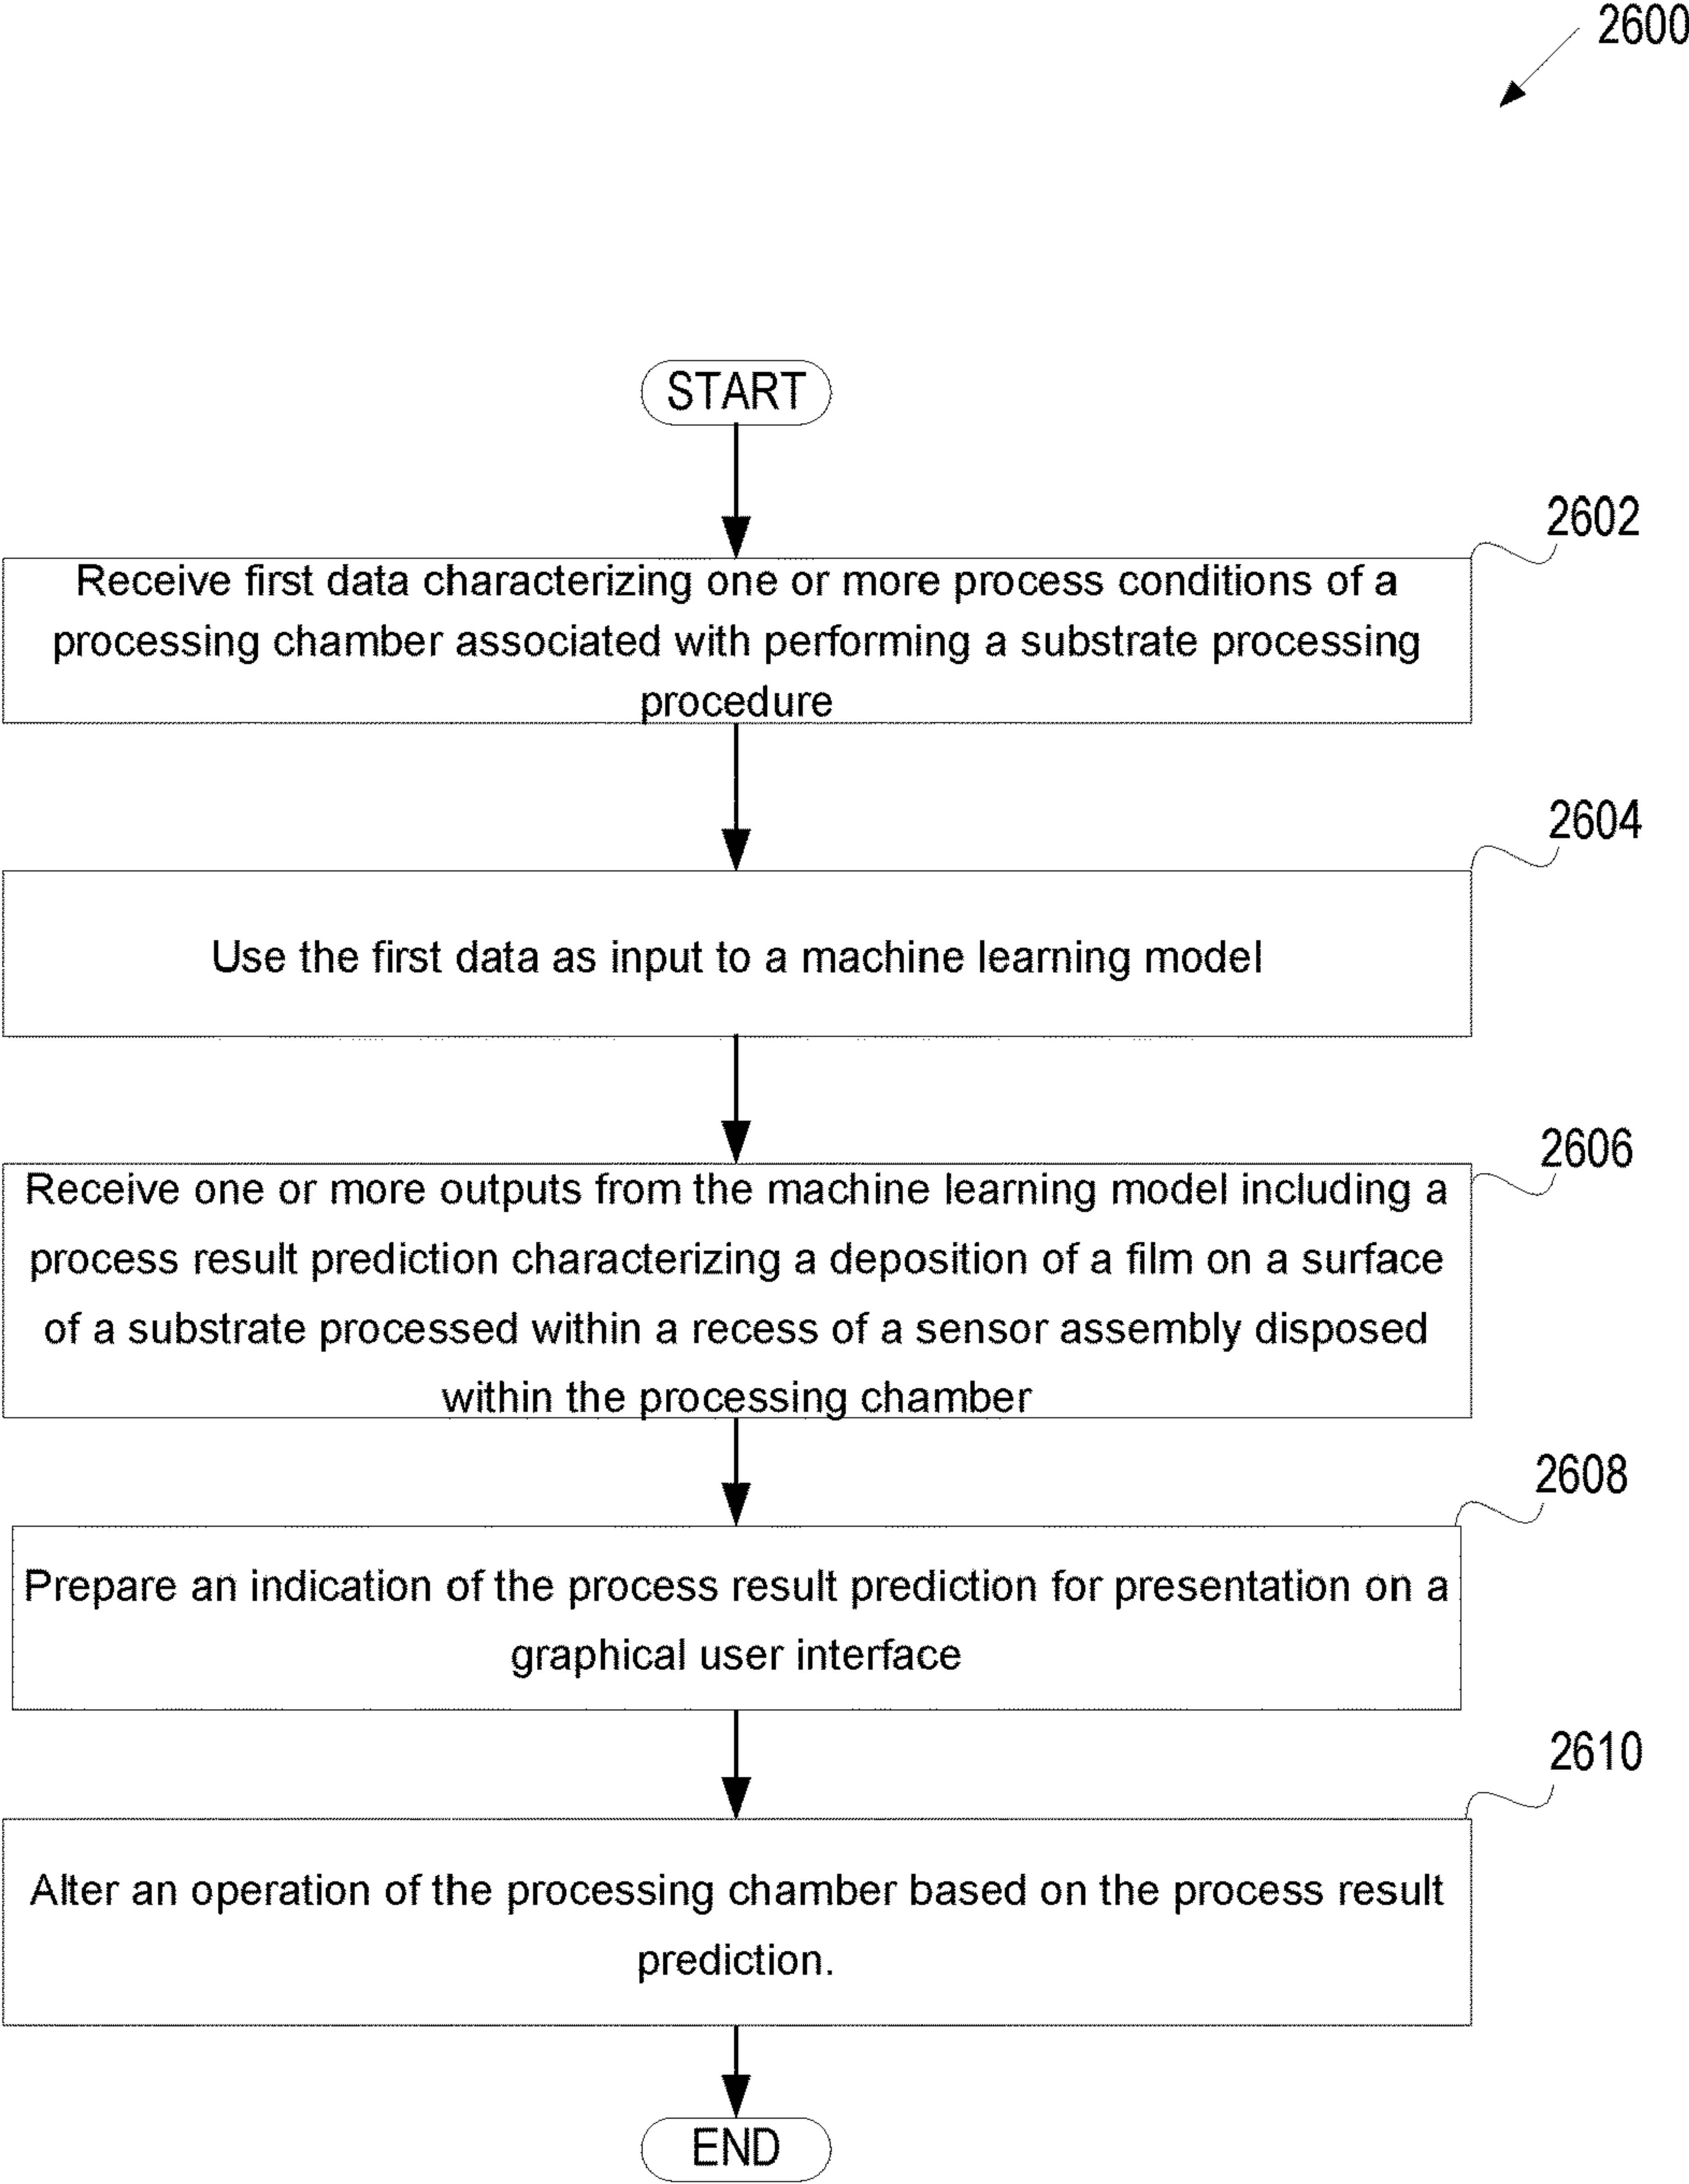 2600
START
2602
Receive first data characterizing one or more process conditions of a
processing chamber associated with performing a substrate processing
procedure
2604
Use the first data as input to a machine learning model
2606
Receive one or more outputs from the machine learning model including a
process result prediction characterizing a deposition of a film on a surface
of a substrate processed within a recess of a sensor assembly disposed
within the processing chamber
2608
Prepare an indication of the process result prediction for presentation on a
graphical user interface
2610
Alter an operation of the processing chamber based on the process result
prediction.
END